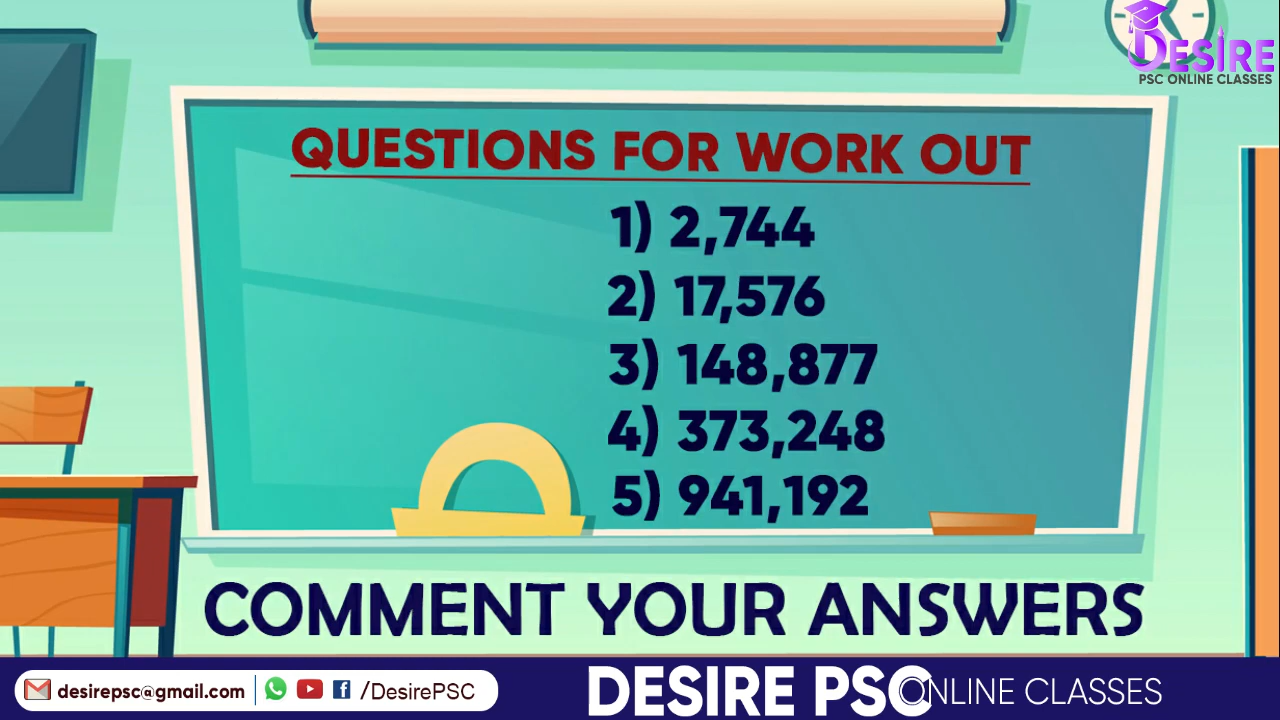 DESIRE
PSC ONLINE CLASSES
QUESTIONS FOR WORK OUT
1) 2,744
2) 17,576
3) 148,877
4) 373,248
5) 941,192
COMMENT YOUR ANSWERS
desirepsc@gmail.com /DesirePSC DESIRE PSC ONLINE CLASSES